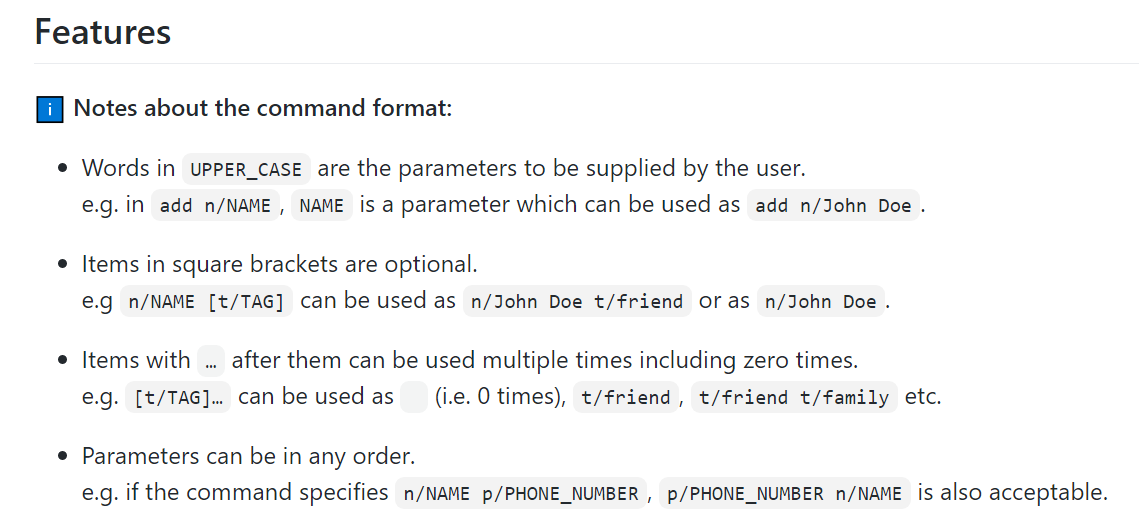 Features
i Notes about the command format:
• Words in UPPER_CASE are the parameters to be supplied by the user.
e.g. in add n/NAME, NAME is a parameter which can be used as add n/John Doe.
• Items in square brackets are optional.
e.g n/NAME [t/TAG] can be used as n/John Doe t/friend or as n/John Doe.
• Items with … after them can be used multiple times including zero times.
e.g. [t/TAG]… can be used as   (i.e. 0 times), t/friend, t/friend t/family etc.
• Parameters can be in any order.
e.g. if the command specifies n/NAME p/PHONE_NUMBER, p/PHONE_NUMBER n/NAME is also acceptable.